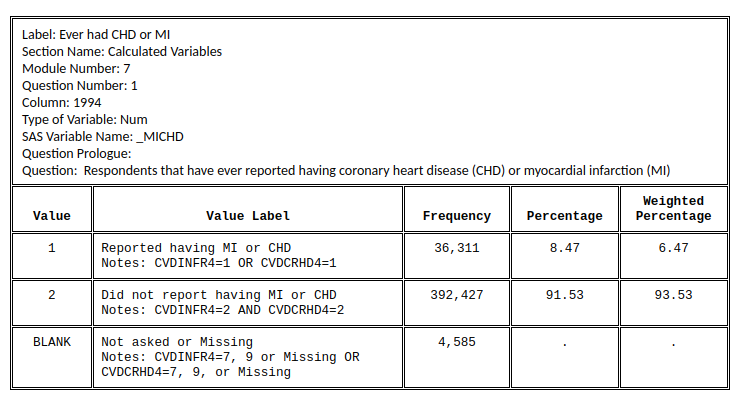 Label: Ever had CHD or MI
Section Name: Calculated Variables
Module Number: 7
Question Number: 1
Column: 1994
Type of Variable: Num
SAS Variable Name: _MICHD
Question Prologue:
Question:  Respondents that have ever reported having coronary heart disease (CHD) or myocardial infarction (MI)
Value Value Label Frequency Percentage Weighted Percentage
1 Reported having MI or CHD 36,311 8.47 6.47
Notes: CVDINFR4=1 OR CVDCRHD4=1
2 Did not report having MI or CHD 392,427 91.53 93.53
Notes: CVDINFR4=2 AND CVDCRHD4=2
BLANK Not asked or Missing 4,585 . .
Notes: CVDINFR4=7, 9 or Missing OR
CVDCRHD4=7, 9, or Missing